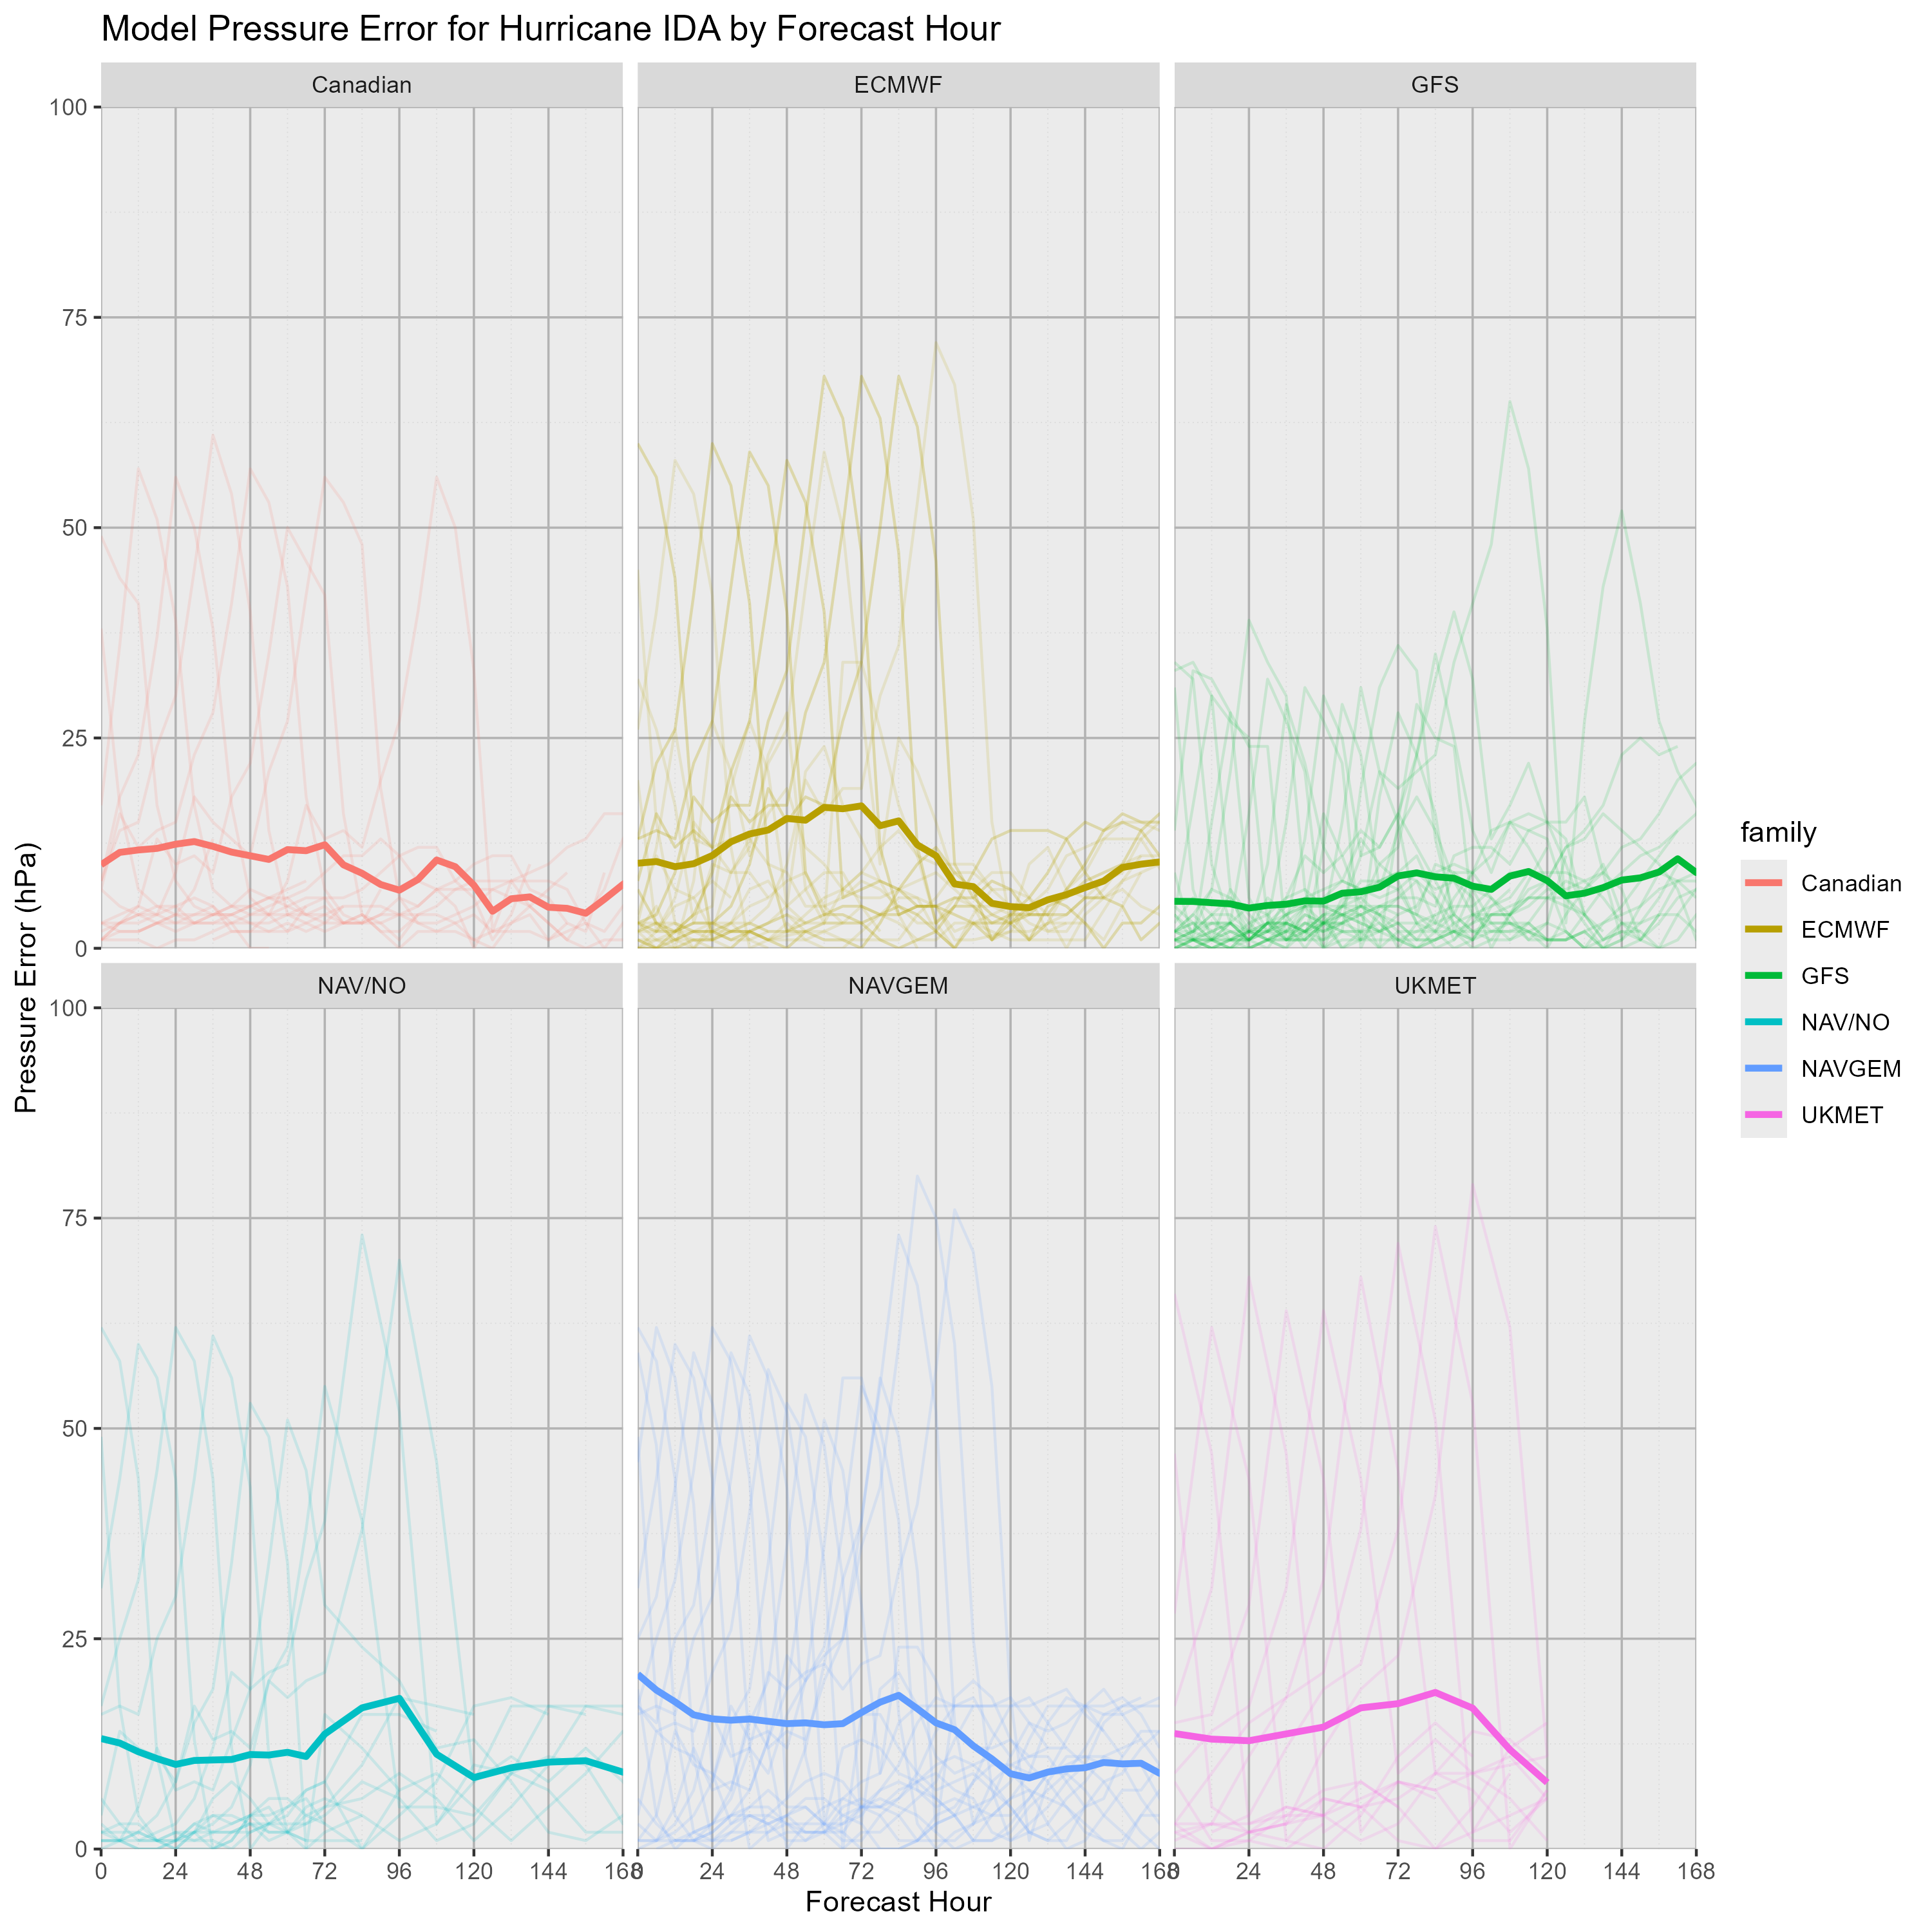 Model Pressure Error for Hurricane IDA by Forecast Hour
Canadian ECMWF GFS
100
75
50
25
0
NAV/NO NAVGEM UKMET
100
75
50
25
0
0 24 48 72 96 120 144 168 0 24 48 72 96 120 144 168 0 24 48 72 96 120 144 168
Forecast Hour
Pressure Error (hPa)
family
Canadian
ECMWF
GFS
NAV/NO
NAVGEM
UKMET